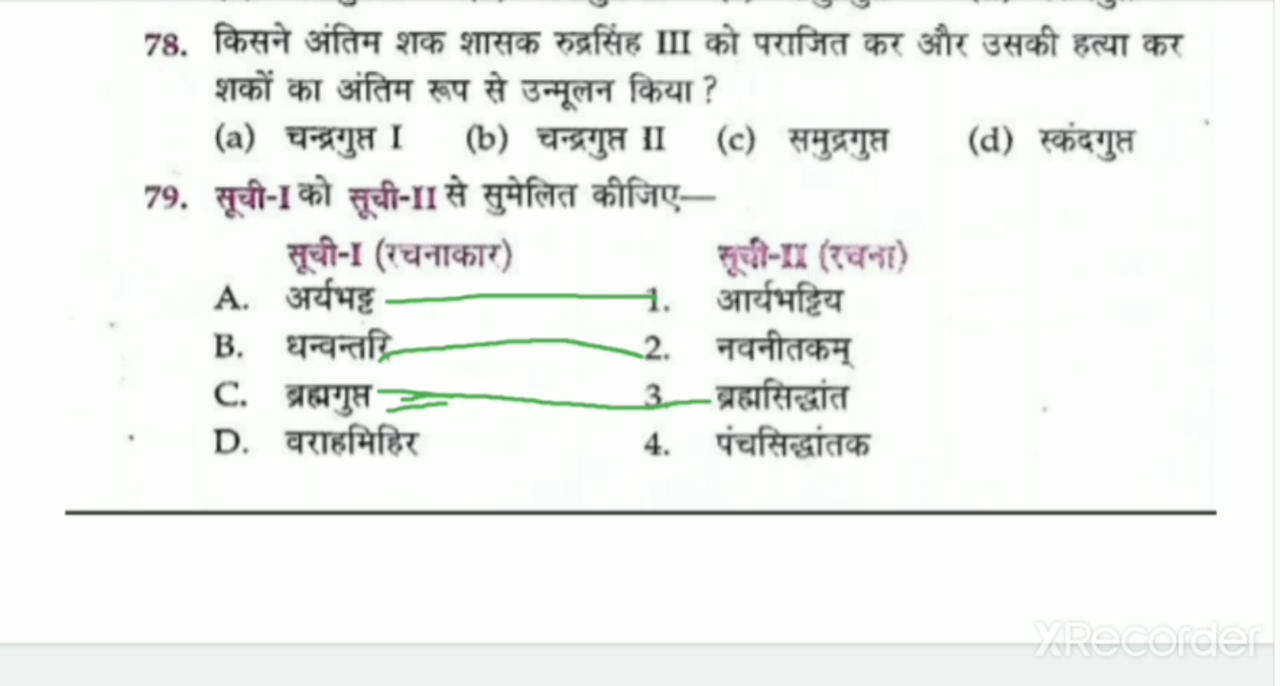 78. किसने अंतिम शक शासक रुद्रसिंह III को पराजित कर और उसकी हत्या कर
शकों का अंतिम रूप से उन्मूलन किया ?
(a) चन्द्रगुप्त I (b) चन्द्रगुप्त II (c) समुद्रगुप्त (d) स्कंदगुप्त
79. सूची-I को सूची-II से सुमेलित कीजिए—
सूची-I (रचनाकार) सूची-II (रचना)
A. अर्यभट्ट 1. आर्यभट्टिय
B. धन्वन्तरि 2. नवनीतकम्
C. ब्रह्मगुप्त 3 ब्रह्मसिद्धांत
D. वराहमिहिर 4. पंचसिद्धांतक
XRecorder